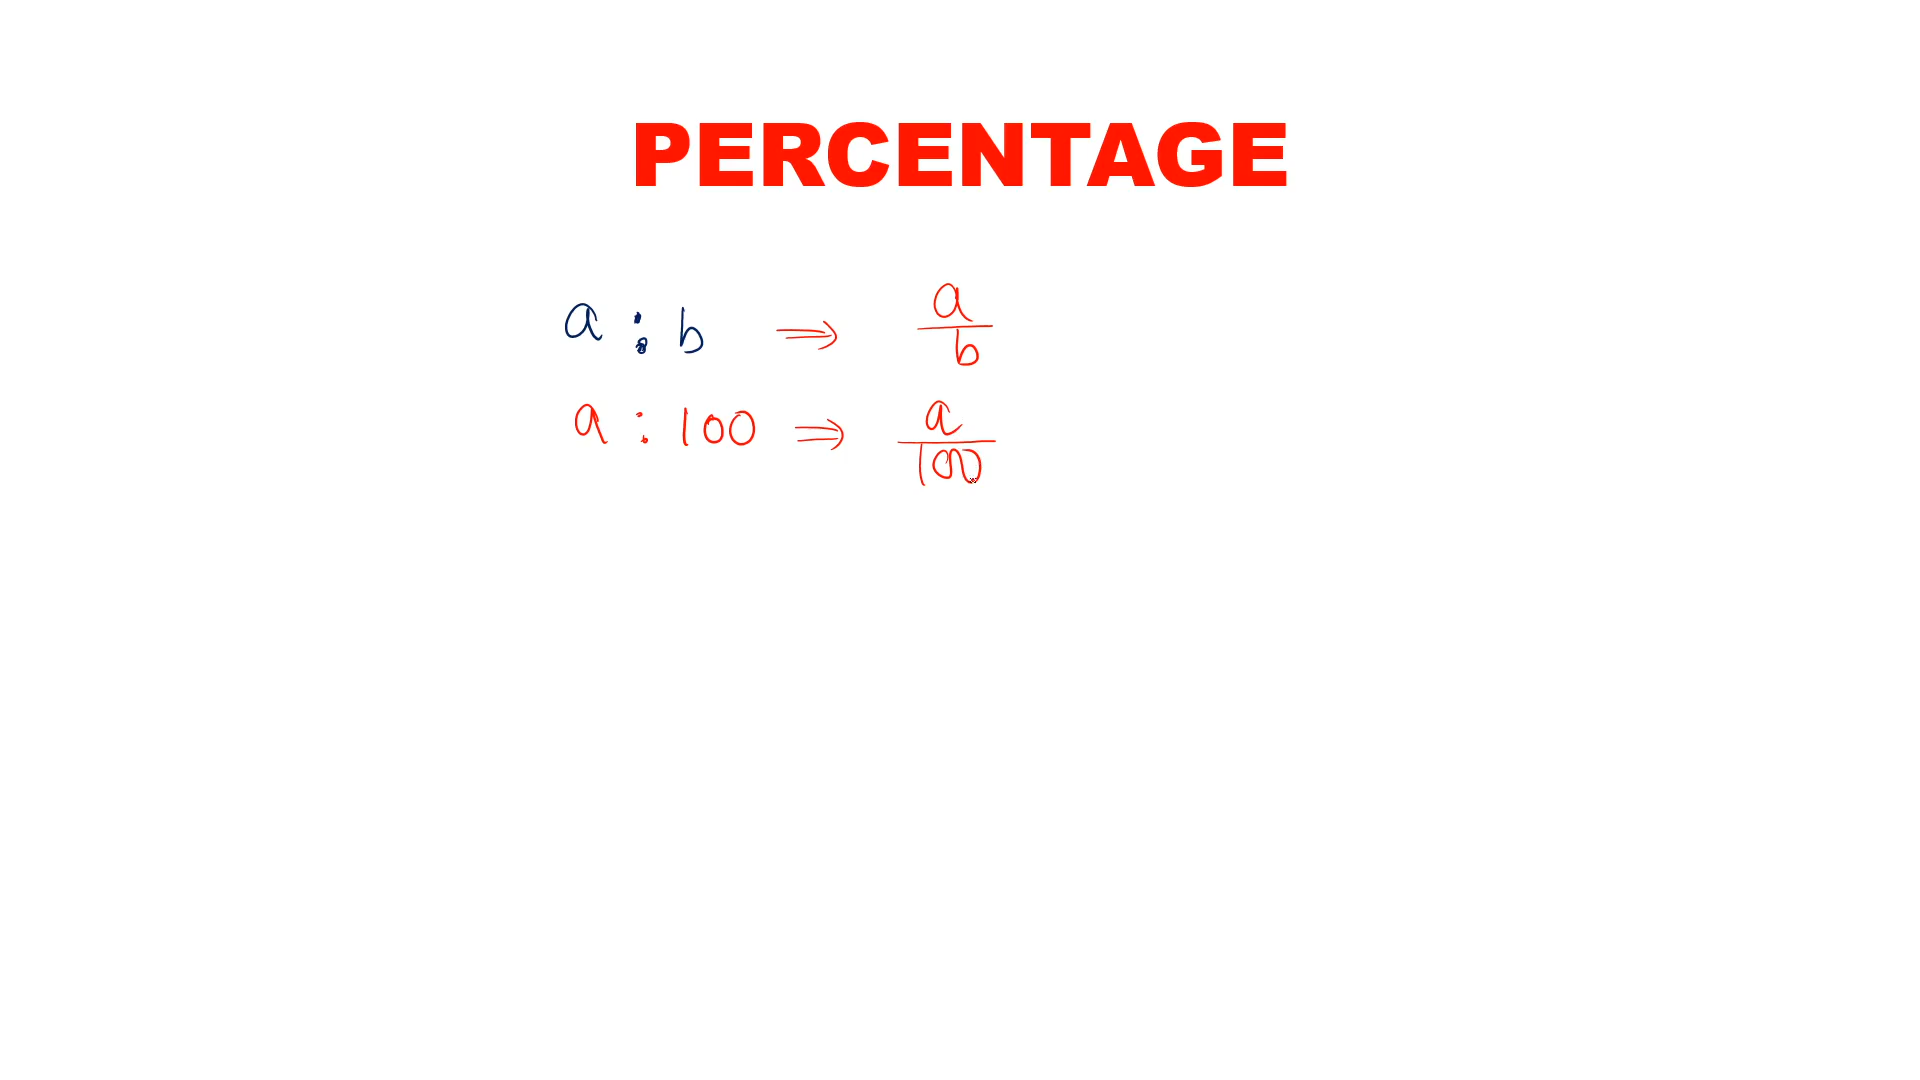 PERCENTAGE
a : b ⇒ a/b
a : 100 ⇒ a/100